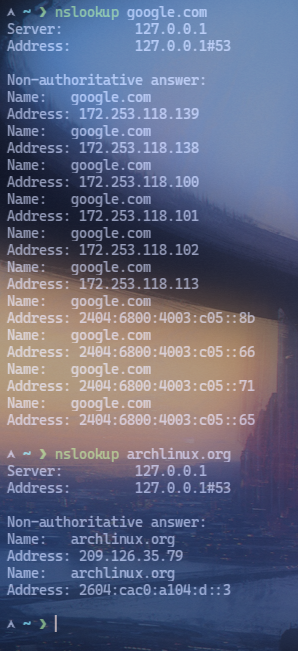 ~ ❯ nslookup google.com
Server:         127.0.0.1
Address:        127.0.0.1#53

Non-authoritative answer:
Name:   google.com
Address: 172.253.118.139
Name:   google.com
Address: 172.253.118.138
Name:   google.com
Address: 172.253.118.100
Name:   google.com
Address: 172.253.118.101
Name:   google.com
Address: 172.253.118.102
Name:   google.com
Address: 172.253.118.113
Name:   google.com
Address: 2404:6800:4003:c05::8b
Name:   google.com
Address: 2404:6800:4003:c05::66
Name:   google.com
Address: 2404:6800:4003:c05::71
Name:   google.com
Address: 2404:6800:4003:c05::65

~ ❯ nslookup archlinux.org
Server:         127.0.0.1
Address:        127.0.0.1#53

Non-authoritative answer:
Name:   archlinux.org
Address: 209.126.35.79
Name:   archlinux.org
Address: 2604:cac0:a104:d::3

~ ❯